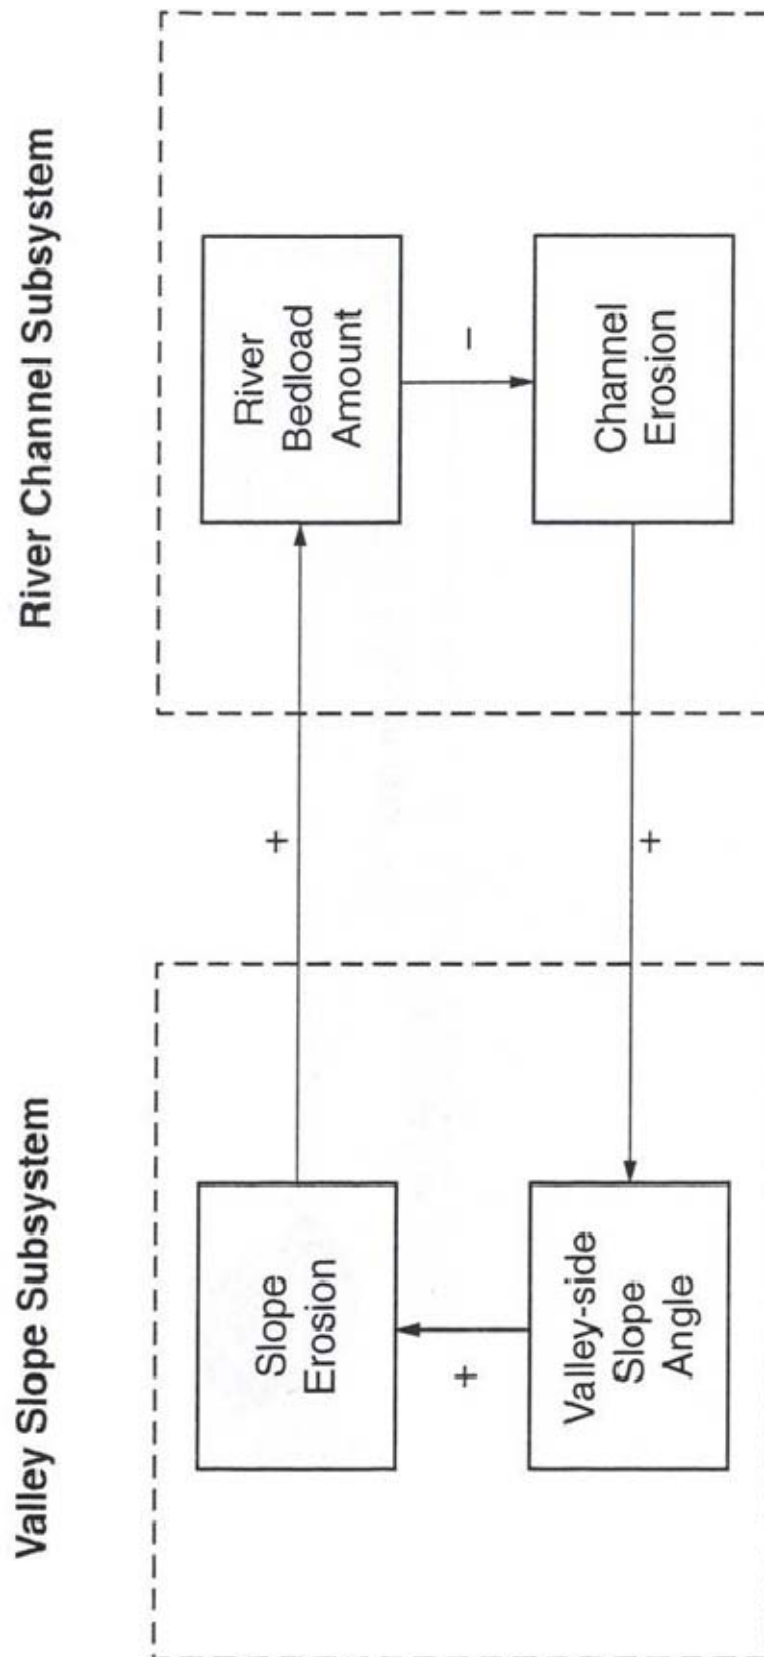 Valley Slope Subsystem
River Channel Subsystem
Slope
Erosion
+
River
Bedload
Amount
+
−
Valley-side
Slope
Angle
+
Channel
Erosion